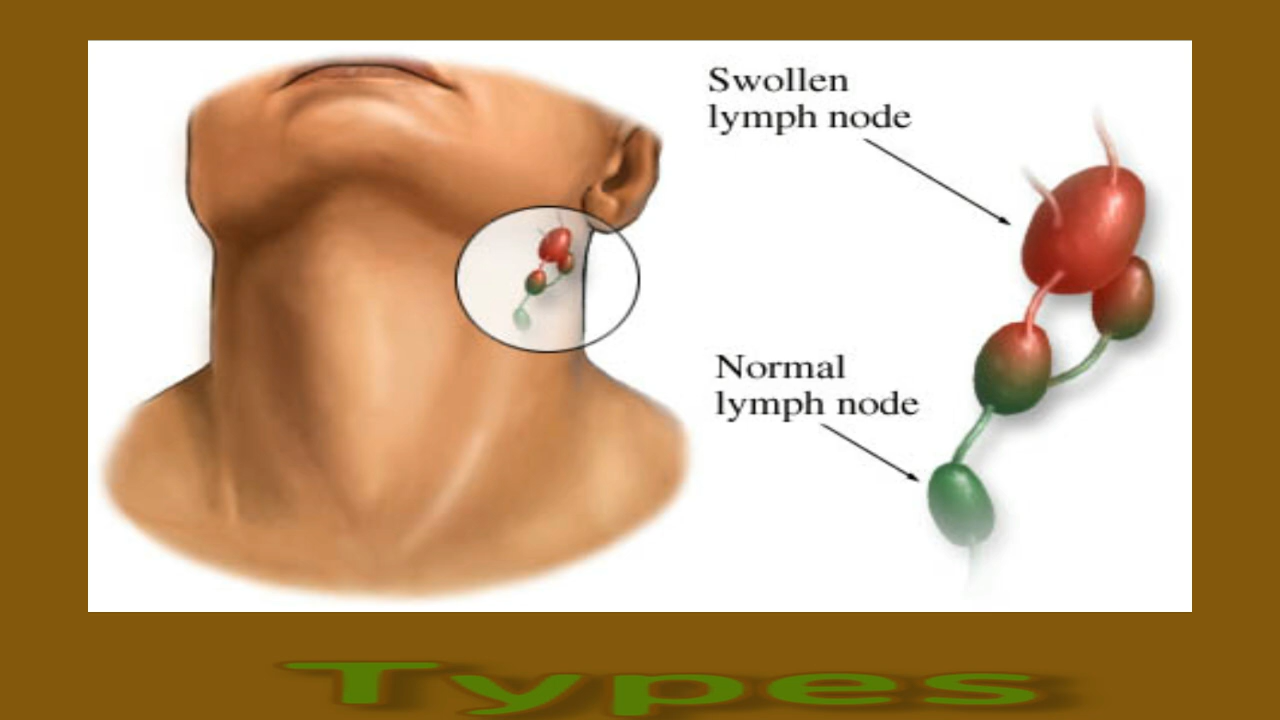 Swollen
lymph node
Normal
lymph node
Types